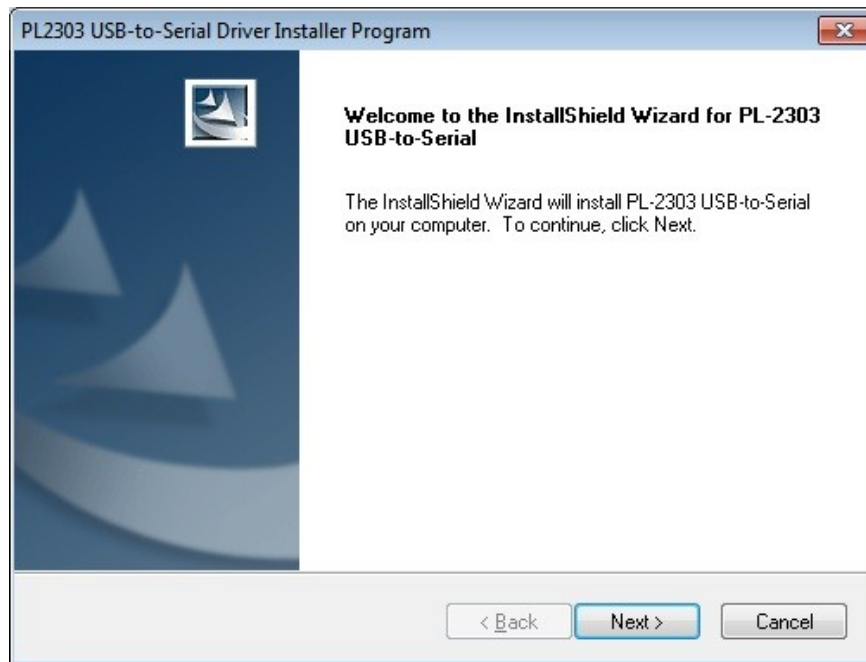 PL2303 USB-to-Serial Driver Installer Program
Welcome to the InstallShield Wizard for PL-2303
USB-to-Serial
The InstallShield Wizard will install PL-2303 USB-to-Serial
on your computer.  To continue, click Next.
< Back
Next >
Cancel